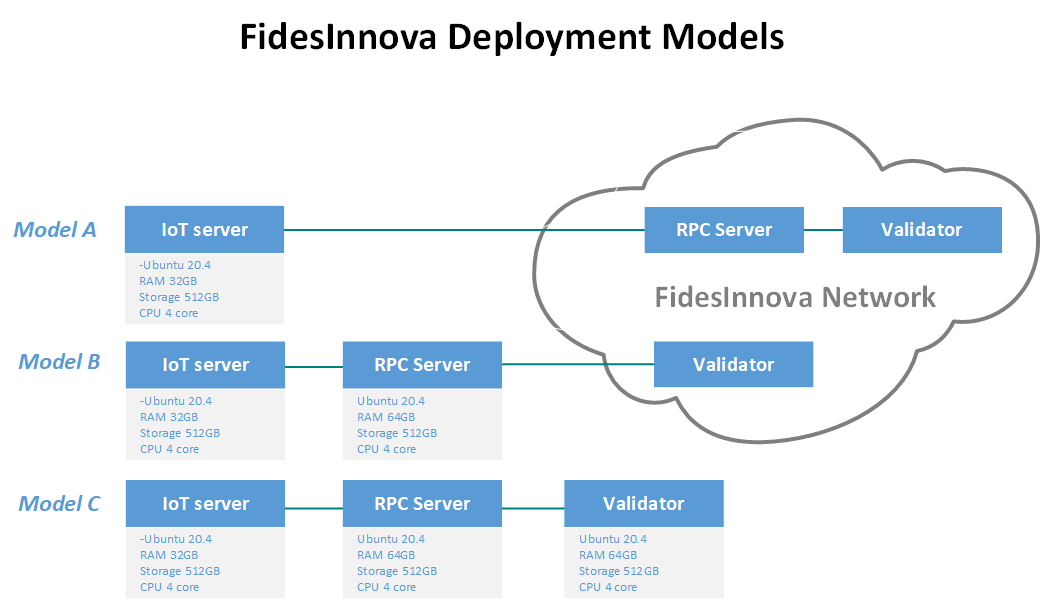 FidesInnova Deployment Models
Model A
IoT server
-Ubuntu 20.4
RAM 32GB
Storage 512GB
CPU 4 core
RPC Server
Validator
FidesInnova Network
Model B
IoT server
-Ubuntu 20.4
RAM 32GB
Storage 512GB
CPU 4 core
RPC Server
Ubuntu 20.4
RAM 64GB
Storage 512GB
CPU 4 core
Validator
Model C
IoT server
-Ubuntu 20.4
RAM 32GB
Storage 512GB
CPU 4 core
RPC Server
Ubuntu 20.4
RAM 64GB
Storage 512GB
CPU 4 core
Validator
Ubuntu 20.4
RAM 64GB
Storage 512GB
CPU 4 core